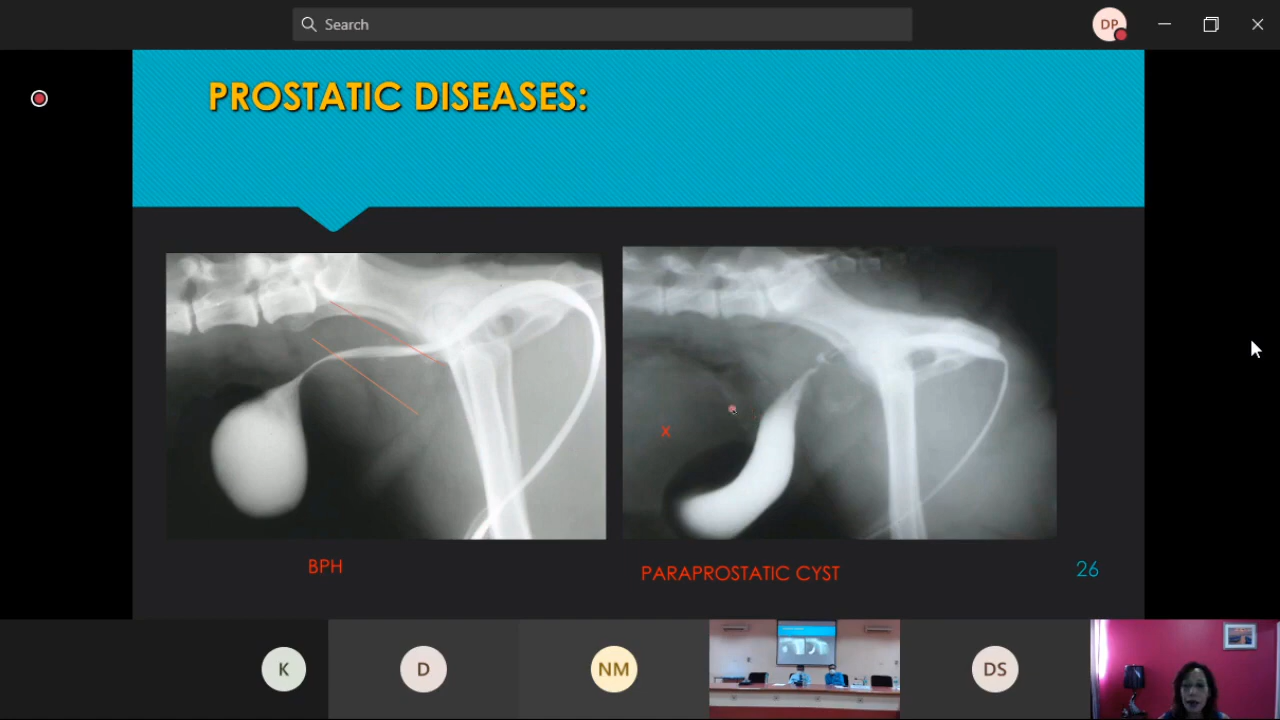 Search
DP
PROSTATIC DISEASES:
X
BPH
PARAPROSTATIC CYST
26
K
D
NM
DS